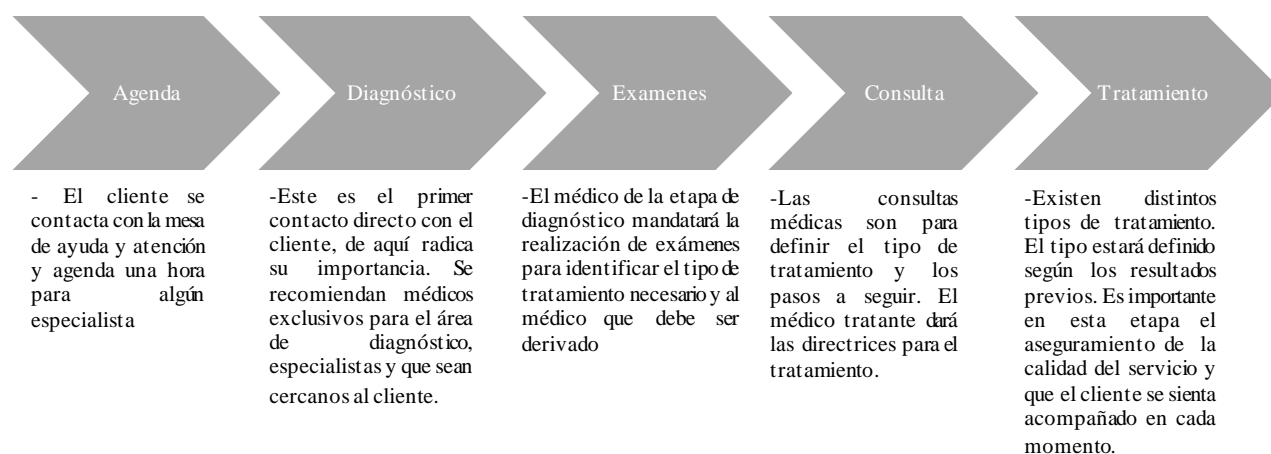 Agenda
Diagnóstico
Examenes
Consulta
Tratamiento
- El cliente se
contacta con la mesa
de ayuda y atención
y agenda una hora
para algún
especialista
-Este es el primer
contacto directo con el
cliente, de aquí radica
su importancia. Se
recomiendan médicos
exclusivos para el área
de diagnóstico,
especialistas y que sean
cercanos al cliente.
-El médico de la etapa de
diagnóstico mandatará la
realización de exámenes
para identificar el tipo de
tratamiento necesario y al
médico que debe ser
derivado
-Las consultas
médicas son para
definir el tipo de
tratamiento y los
pasos a seguir. El
médico tratante dará
las directrices para el
tratamiento.
-Existen distintos
tipos de tratamiento.
El tipo estará definido
según los resultados
previos. Es importante
en esta etapa el
aseguramiento de la
calidad del servicio y
que el cliente se sienta
acompañado en cada
momento.